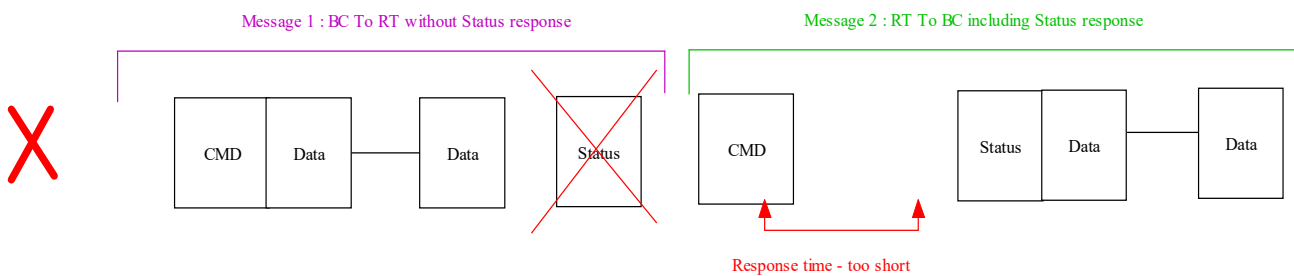 Message 1 : BC To RT without Status response
Message 2 : RT To BC including Status response
CMD
Data
Data
Status
CMD
Status
Data
Data
Response time - too short